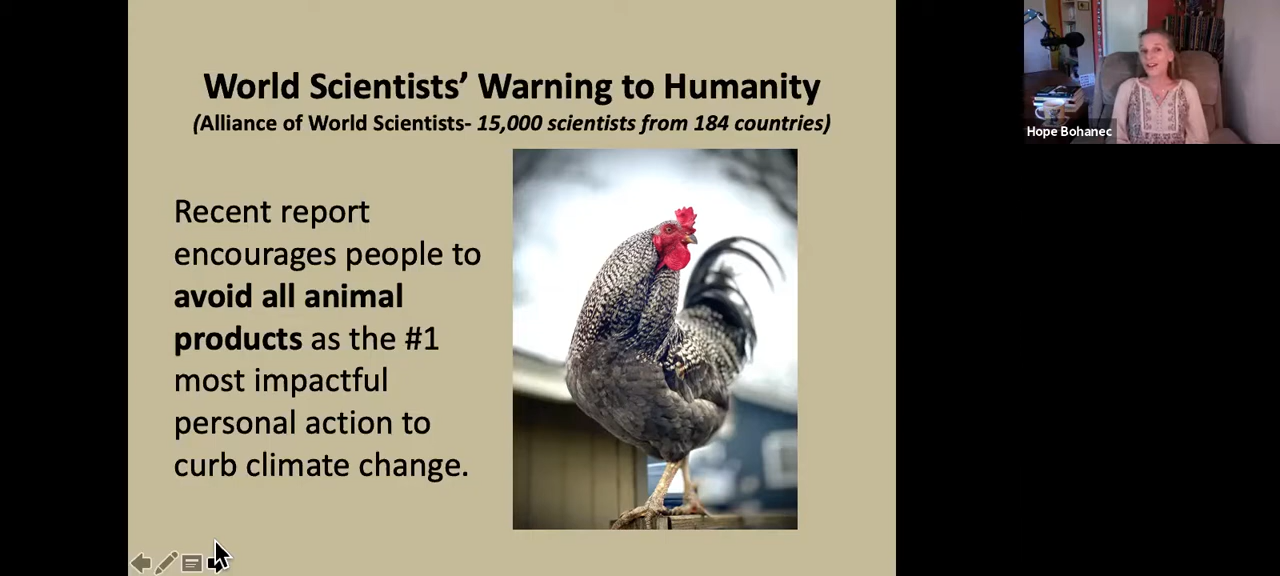 World Scientists’ Warning to Humanity
(Alliance of World Scientists- 15,000 scientists from 184 countries)
Recent report
encourages people to
avoid all animal
products as the #1
most impactful
personal action to
curb climate change.
Hope Bohanec